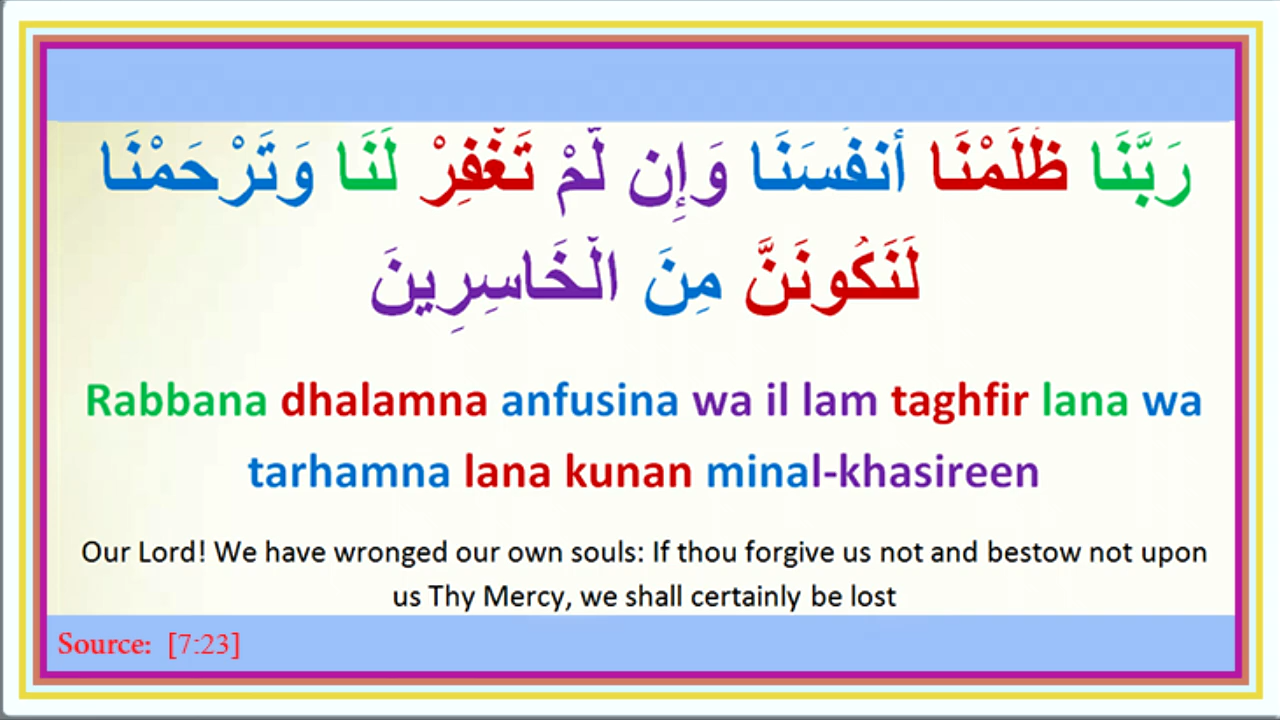 رَبَّنَا ظَلَمْنَا أَنفُسَنَا وَإِن لَّمْ تَغْفِرْ لَنَا وَتَرْحَمْنَا
لَنَكُونَنَّ مِنَ الْخَاسِرِينَ
Rabbana dhalamna anfusina wa il lam taghfir lana wa
tarhamna lana kunan minal-khasireen
Our Lord! We have wronged our own souls: If thou forgive us not and bestow not upon
us Thy Mercy, we shall certainly be lost
Source: [7:23]